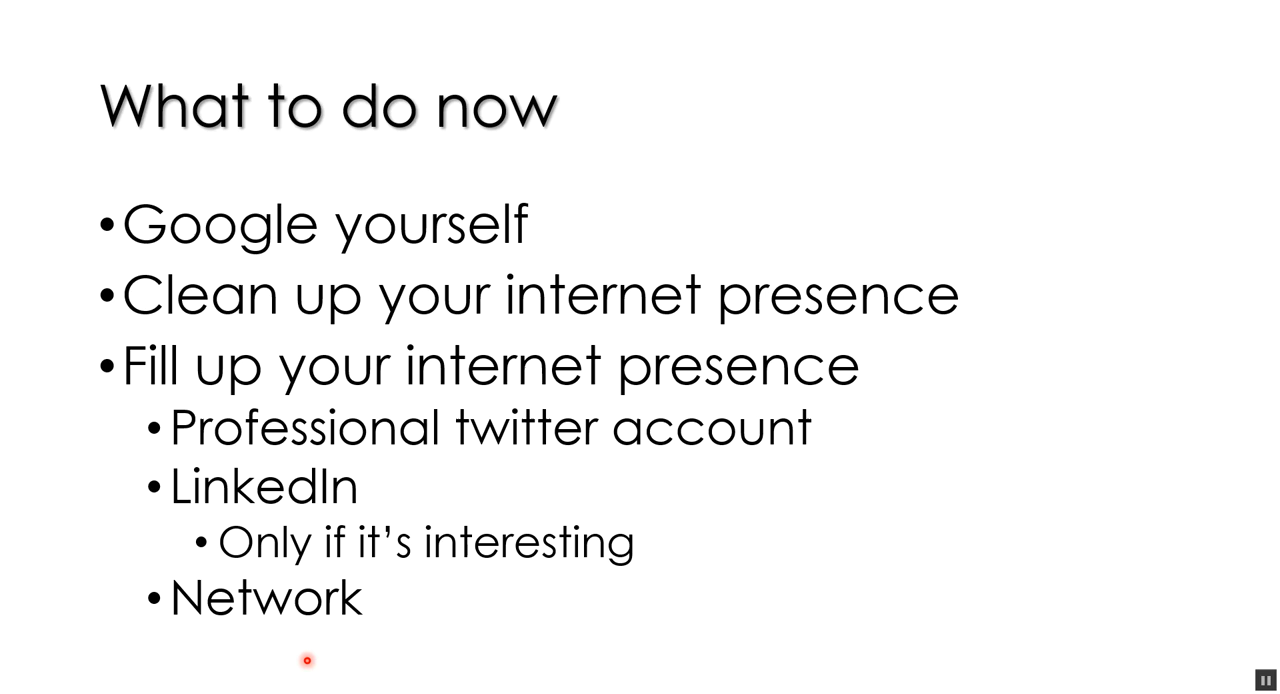 What to do now
•Google yourself
•Clean up your internet presence
•Fill up your internet presence
•Professional twitter account
•LinkedIn
•Only if it’s interesting
•Network